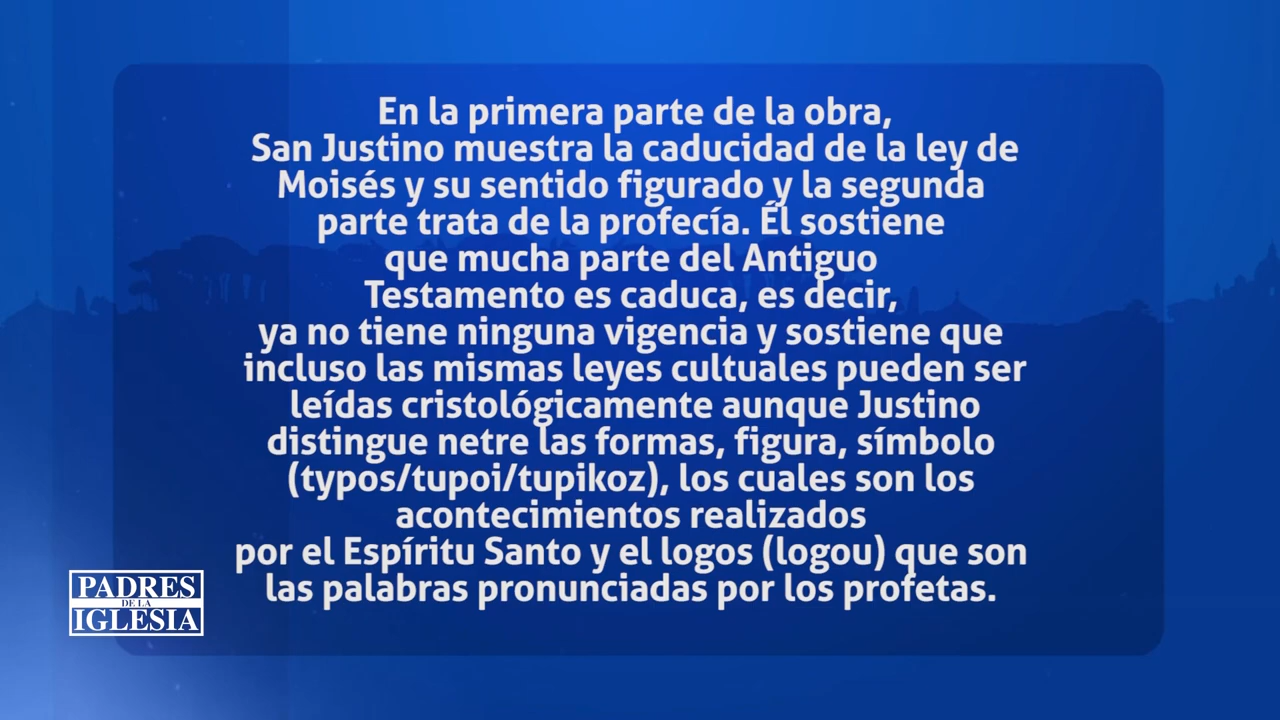 En la primera parte de la obra,
San Justino muestra la caducidad de la ley de
Moisés y su sentido figurado y la segunda
parte trata de la profecía. Él sostiene
que mucha parte del Antiguo
Testamento es caduca, es decir,
ya no tiene ninguna vigencia y sostiene que
incluso las mismas leyes cultuales pueden ser
leídas cristológicamente aunque Justino
distingue netre las formas, figura, símbolo
(typos/tupoi/tupikoz), los cuales son los
acontecimientos realizados
por el Espíritu Santo y el logos (logou) que son
las palabras pronunciadas por los profetas.
PADRES
DE LA
IGLESIA